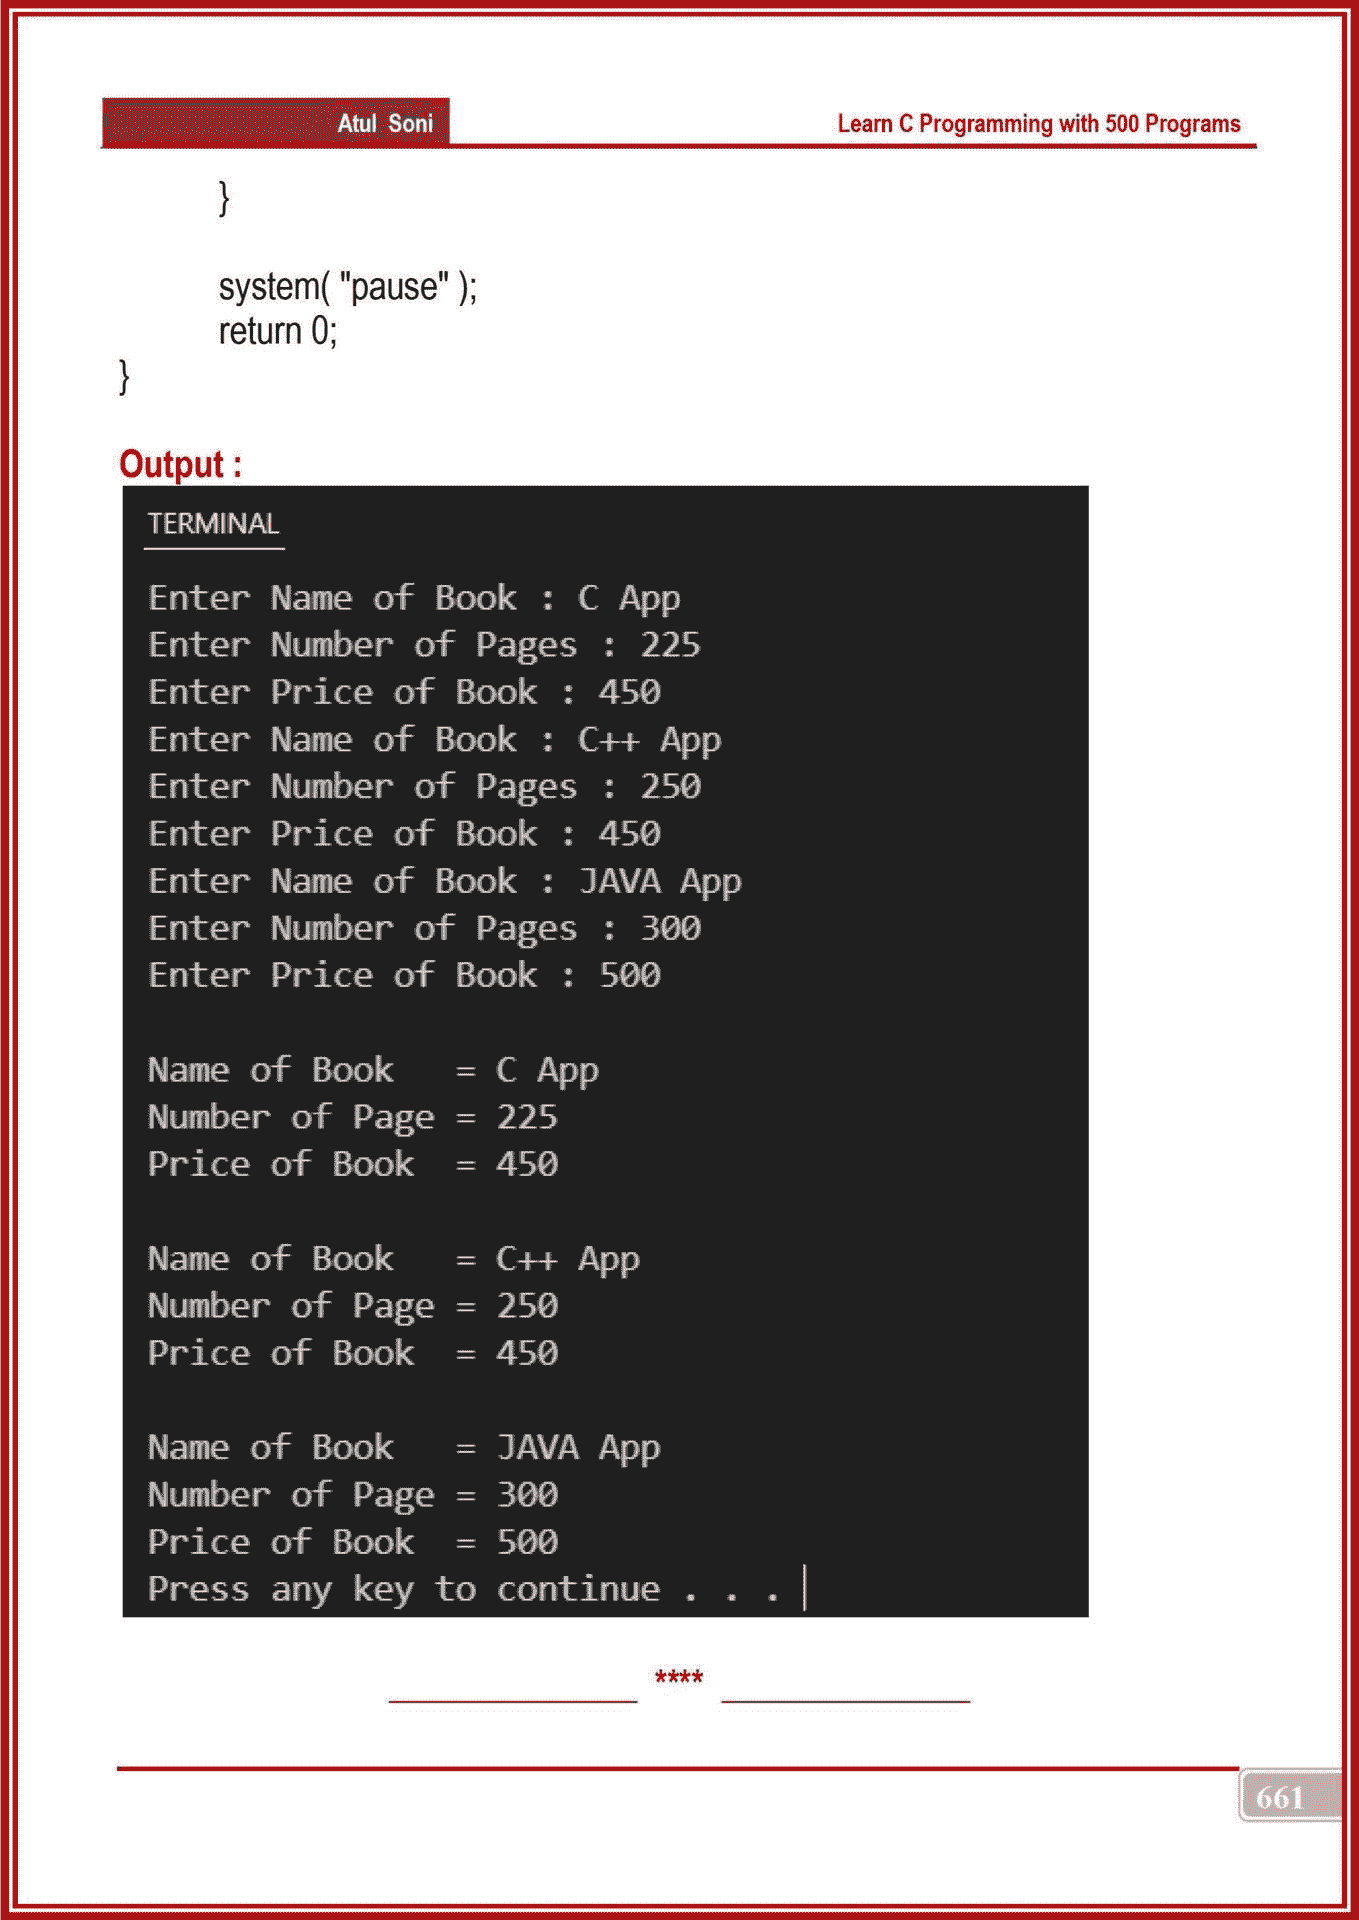 Atul Soni
Learn C Programming with 500 Programs
}
system( "pause" );
return 0;
}
Output :
TERMINAL
Enter Name of Book : C App
Enter Number of Pages : 225
Enter Price of Book : 450
Enter Name of Book : C++ App
Enter Number of Pages : 250
Enter Price of Book : 450
Enter Name of Book : JAVA App
Enter Number of Pages : 300
Enter Price of Book : 500
Name of Book   = C App
Number of Page = 225
Price of Book  = 450
Name of Book   = C++ App
Number of Page = 250
Price of Book  = 450
Name of Book   = JAVA App
Number of Page = 300
Price of Book  = 500
Press any key to continue . . .
****
661